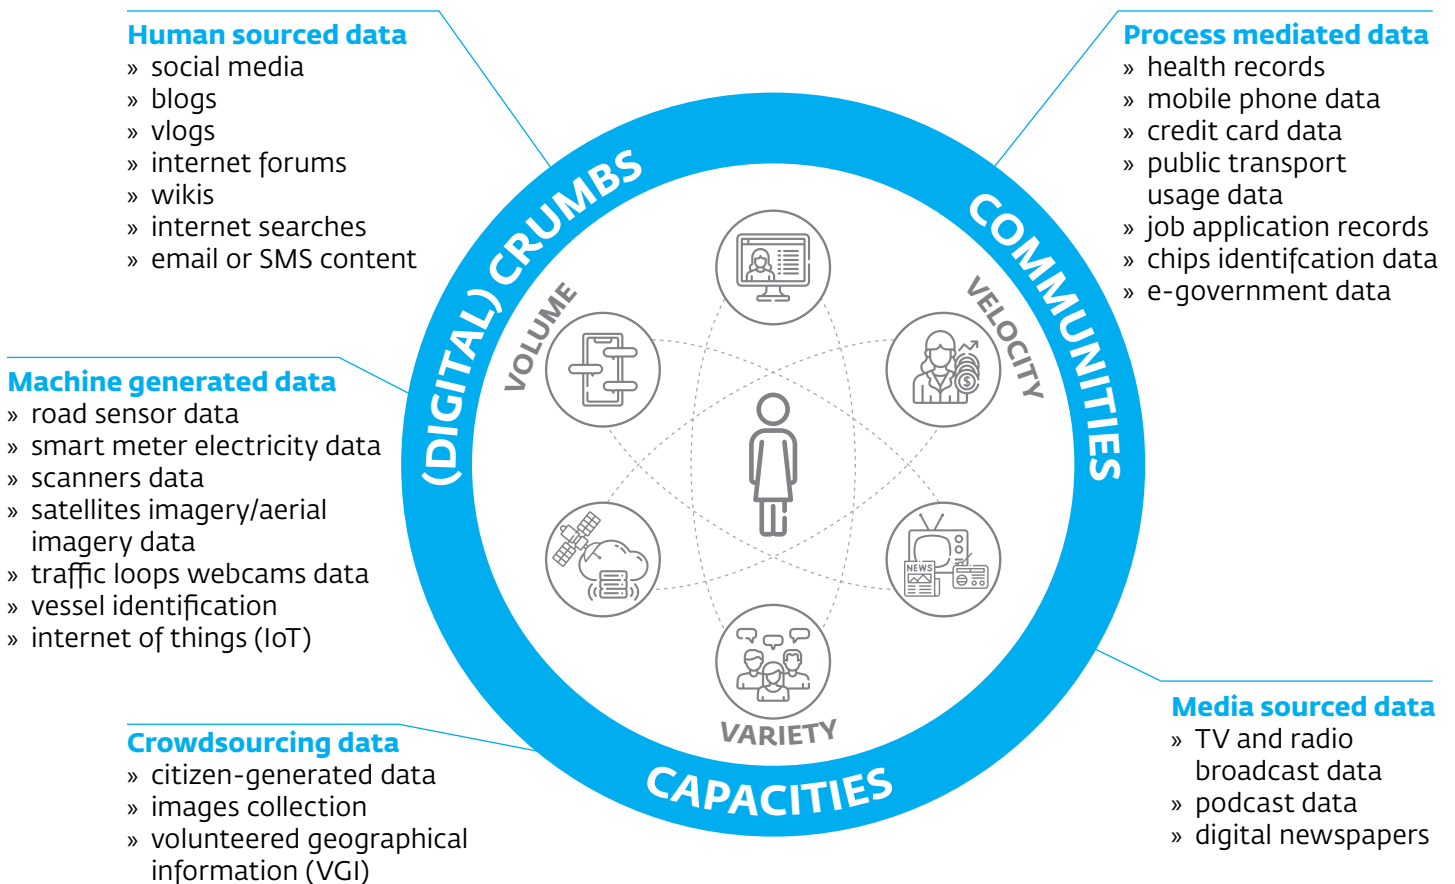 Human sourced data
» social media
» blogs
» vlogs
» internet forums
» wikis
» internet searches
» email or SMS content
Process mediated data
» health records
» mobile phone data
» credit card data
» public transport
usage data
» job application records
» chips identifcation data
» e-government data
Machine generated data
» road sensor data
» smart meter electricity data
» scanners data
» satellites imagery/aerial
imagery data
» traffic loops webcams data
» vessel identification
» internet of things (IoT)
(DIGITAL) CRUMBS
COMMUNITIES
CAPACITIES
VOLUME
VELOCITY
VARIETY
$
NEWS
Crowdsourcing data
» citizen-generated data
» images collection
» volunteered geographical
information (VGI)
Media sourced data
» TV and radio
broadcast data
» podcast data
» digital newspapers